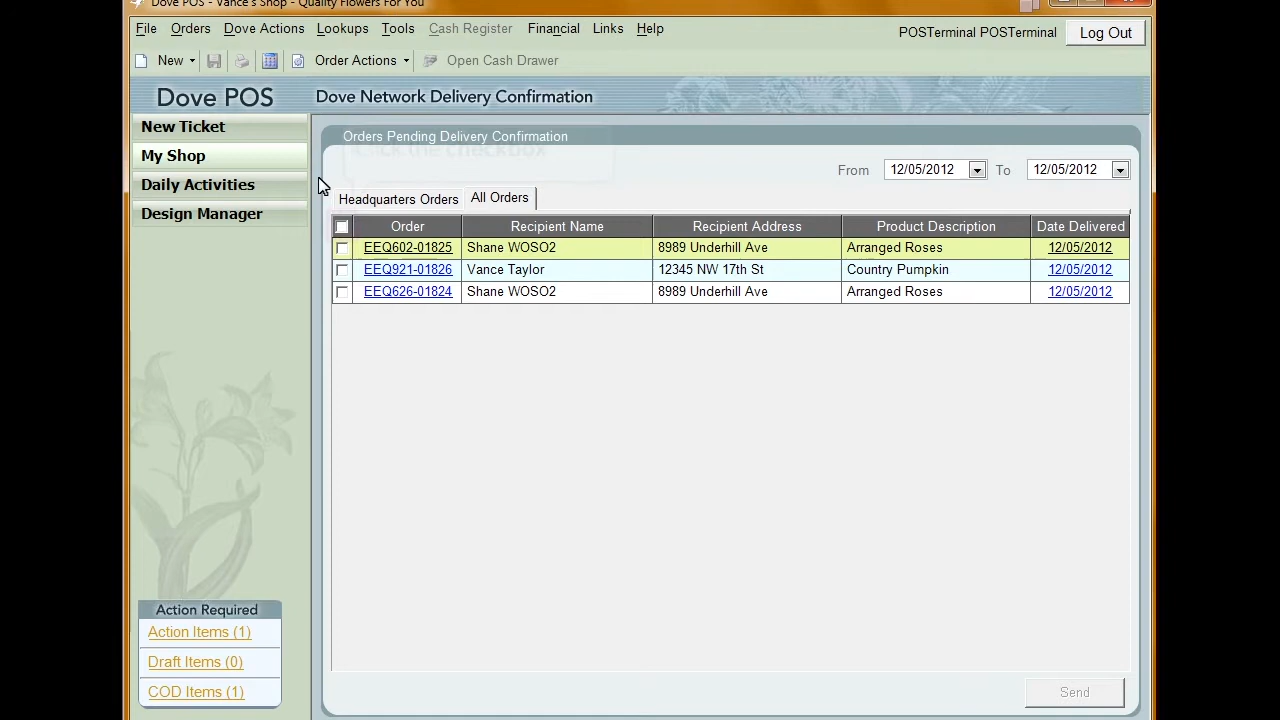 Dove POS - Vance's Shop - Quality Flowers For You
File Orders Dove Actions Lookups Tools Cash Register Financial Links Help
POSTerminal POSTerminal Log Out
New Order Actions Open Cash Drawer
Dove POS Dove Network Delivery Confirmation
New Ticket
My Shop
Daily Activities
Design Manager
Orders Pending Delivery Confirmation
Click the checkbox
From 12/05/2012 To 12/05/2012
Headquarters Orders All Orders
Order Recipient Name Recipient Address Product Description Date Delivered
EEQ602-01825 Shane WOSO2 8989 Underhill Ave Arranged Roses 12/05/2012
EEQ921-01826 Vance Taylor 12345 NW 17th St Country Pumpkin 12/05/2012
EEQ626-01824 Shane WOSO2 8989 Underhill Ave Arranged Roses 12/05/2012
Action Required
Action Items (1)
Draft Items (0)
COD Items (1)
Send